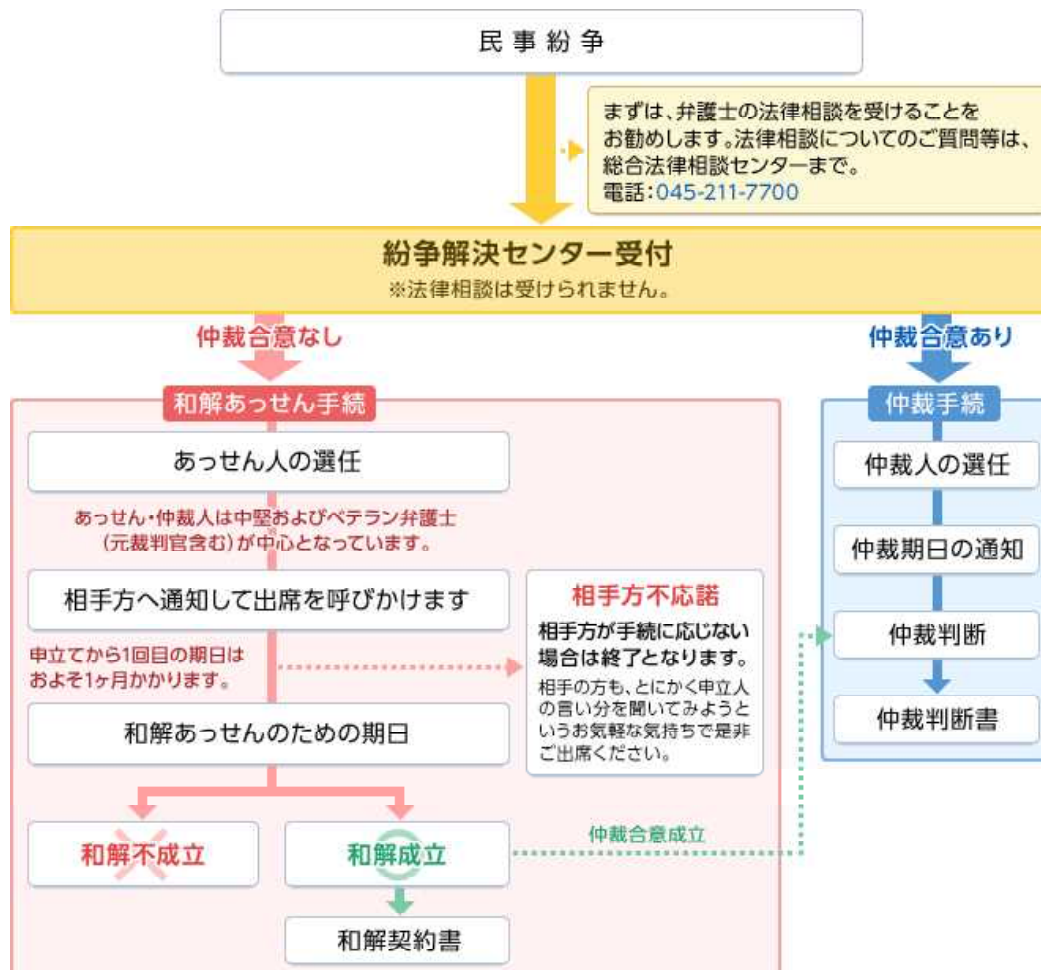 民事紛争
まずは、弁護士の法律相談を受けることを
お勧めします。法律相談についてのご質問等は、
総合法律相談センターまで。
電話：045-211-7700
紛争解決センター受付
※法律相談は受けられません。
仲裁合意なし
仲裁合意あり
和解あっせん手続
あっせん人の選任
あっせん・仲裁人は中堅およびベテラン弁護士
(元裁判官含む)が中心となっています。
相手方へ通知して出席を呼びかけます
申立てから1回目の期日は
およそ1ヶ月かかります。
相手方不応諾
相手方が手続に応じない
場合は終了となります。
相手の方も、とにかく申立人
の言い分を聞いてみようと
いうお気軽な気持ちで是非
ご出席ください。
和解あっせんのための期日
和解不成立
和解成立
仲裁合意成立
和解契約書
仲裁手続
仲裁人の選任
仲裁期日の通知
仲裁判断
仲裁判断書